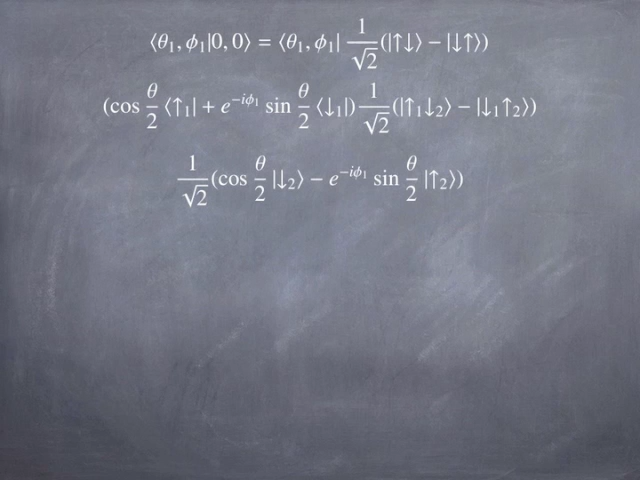 ⟨θ₁, ϕ₁|0, 0⟩ = ⟨θ₁, ϕ₁| 1/√2 (|↑↓⟩ − |↓↑⟩)
(cos θ/2 ⟨↑₁| + e^{−iϕ₁} sin θ/2 ⟨↓₁|) 1/√2 (|↑₁↓₂⟩ − |↓₁↑₂⟩)
1/√2 (cos θ/2 |↓₂⟩ − e^{−iϕ₁} sin θ/2 |↑₂⟩)